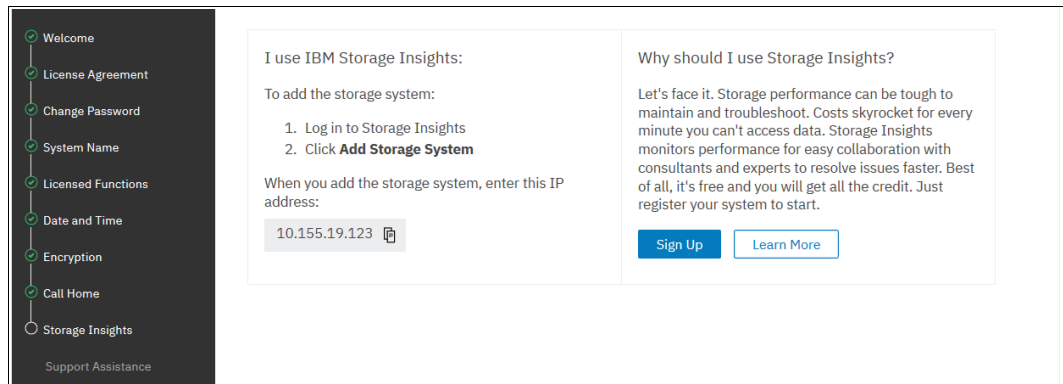 Welcome
License Agreement
Change Password
System Name
Licensed Functions
Date and Time
Encryption
Call Home
Storage Insights
Support Assistance
I use IBM Storage Insights:
To add the storage system:
1. Log in to Storage Insights
2. Click Add Storage System
When you add the storage system, enter this IP
address:
10.155.19.123
Why should I use Storage Insights?
Let's face it. Storage performance can be tough to
maintain and troubleshoot. Costs skyrocket for every
minute you can't access data. Storage Insights
monitors performance for easy collaboration with
consultants and experts to resolve issues faster. Best
of all, it's free and you will get all the credit. Just
register your system to start.
Sign Up
Learn More